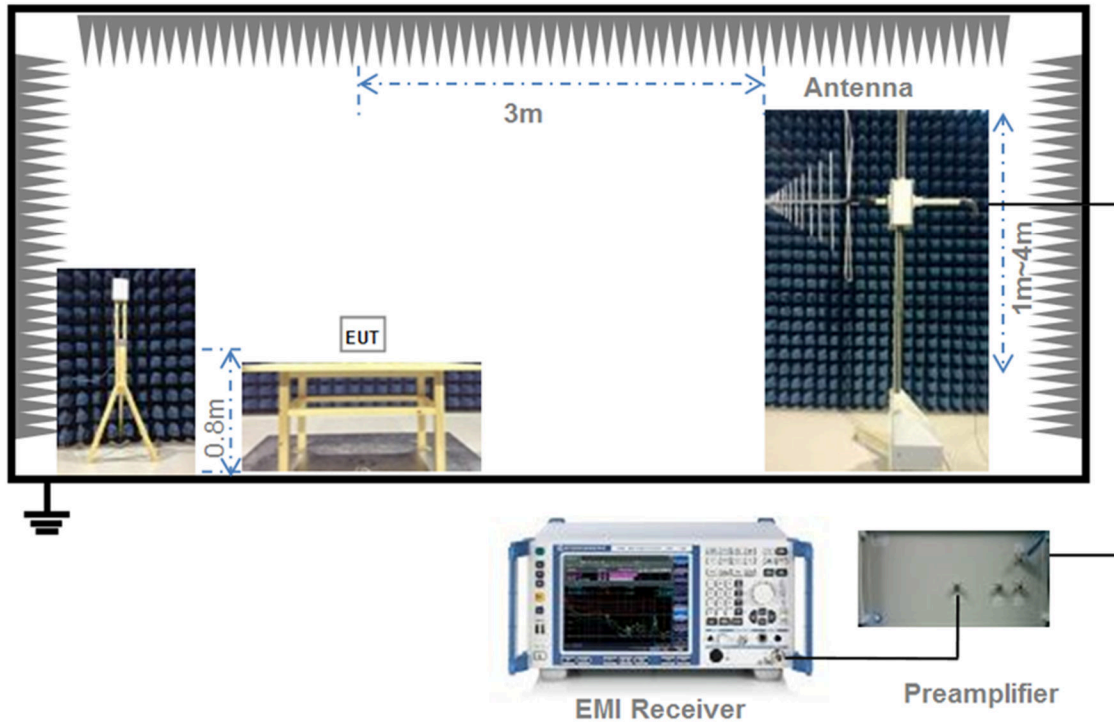 Antenna
3m
1m~4m
EUT
0.8m
EMI Receiver
Preamplifier